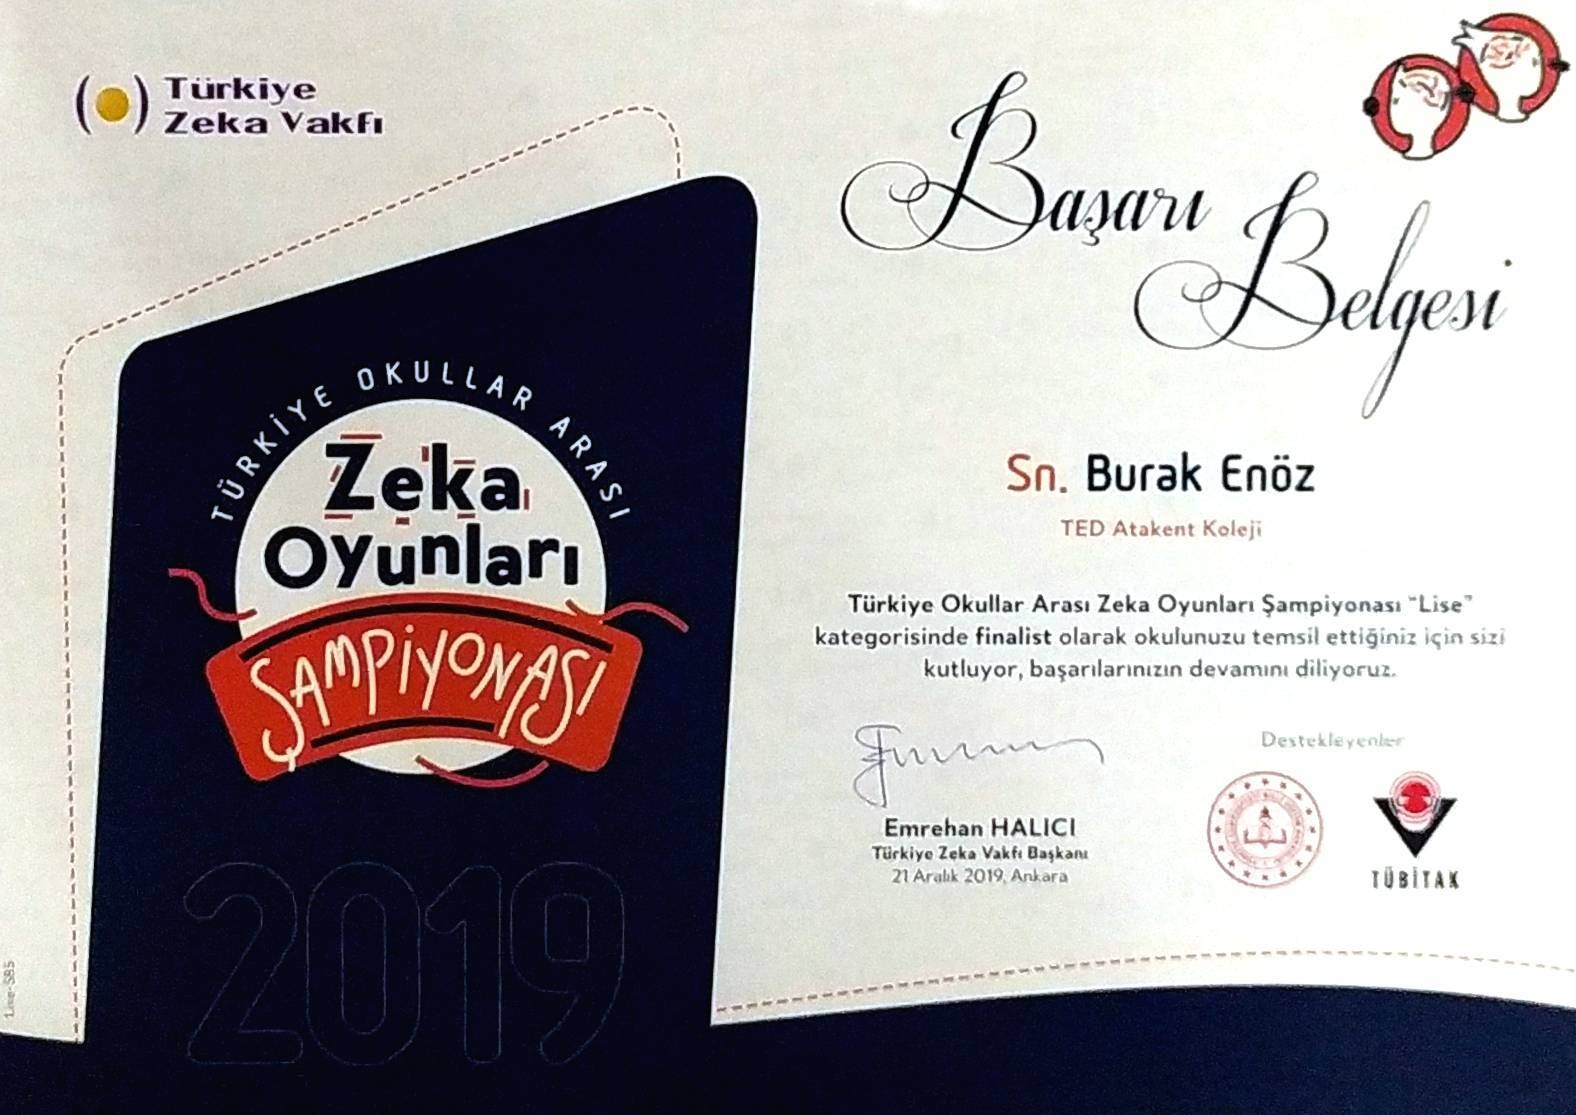 Türkiye
Zeka Vakfı
Başarı
Belgesi
TÜRKİYE OKULLAR ARASI
Zeka
Oyunları
ŞAMPİYONASI
2019
Sn. Burak Enöz
TED Atakent Koleji
Türkiye Okullar Arası Zeka Oyunları Şampiyonası "Lise"
kategorisinde finalist olarak okulunuzu temsil ettiğiniz için sizi
kutluyor, başarılarınızın devamını diliyoruz.
Emrehan HALICI
Türkiye Zeka Vakfı Başkanı
21 Aralık 2019, Ankara
Destekleyenler
TÜBİTAK
Lise-585